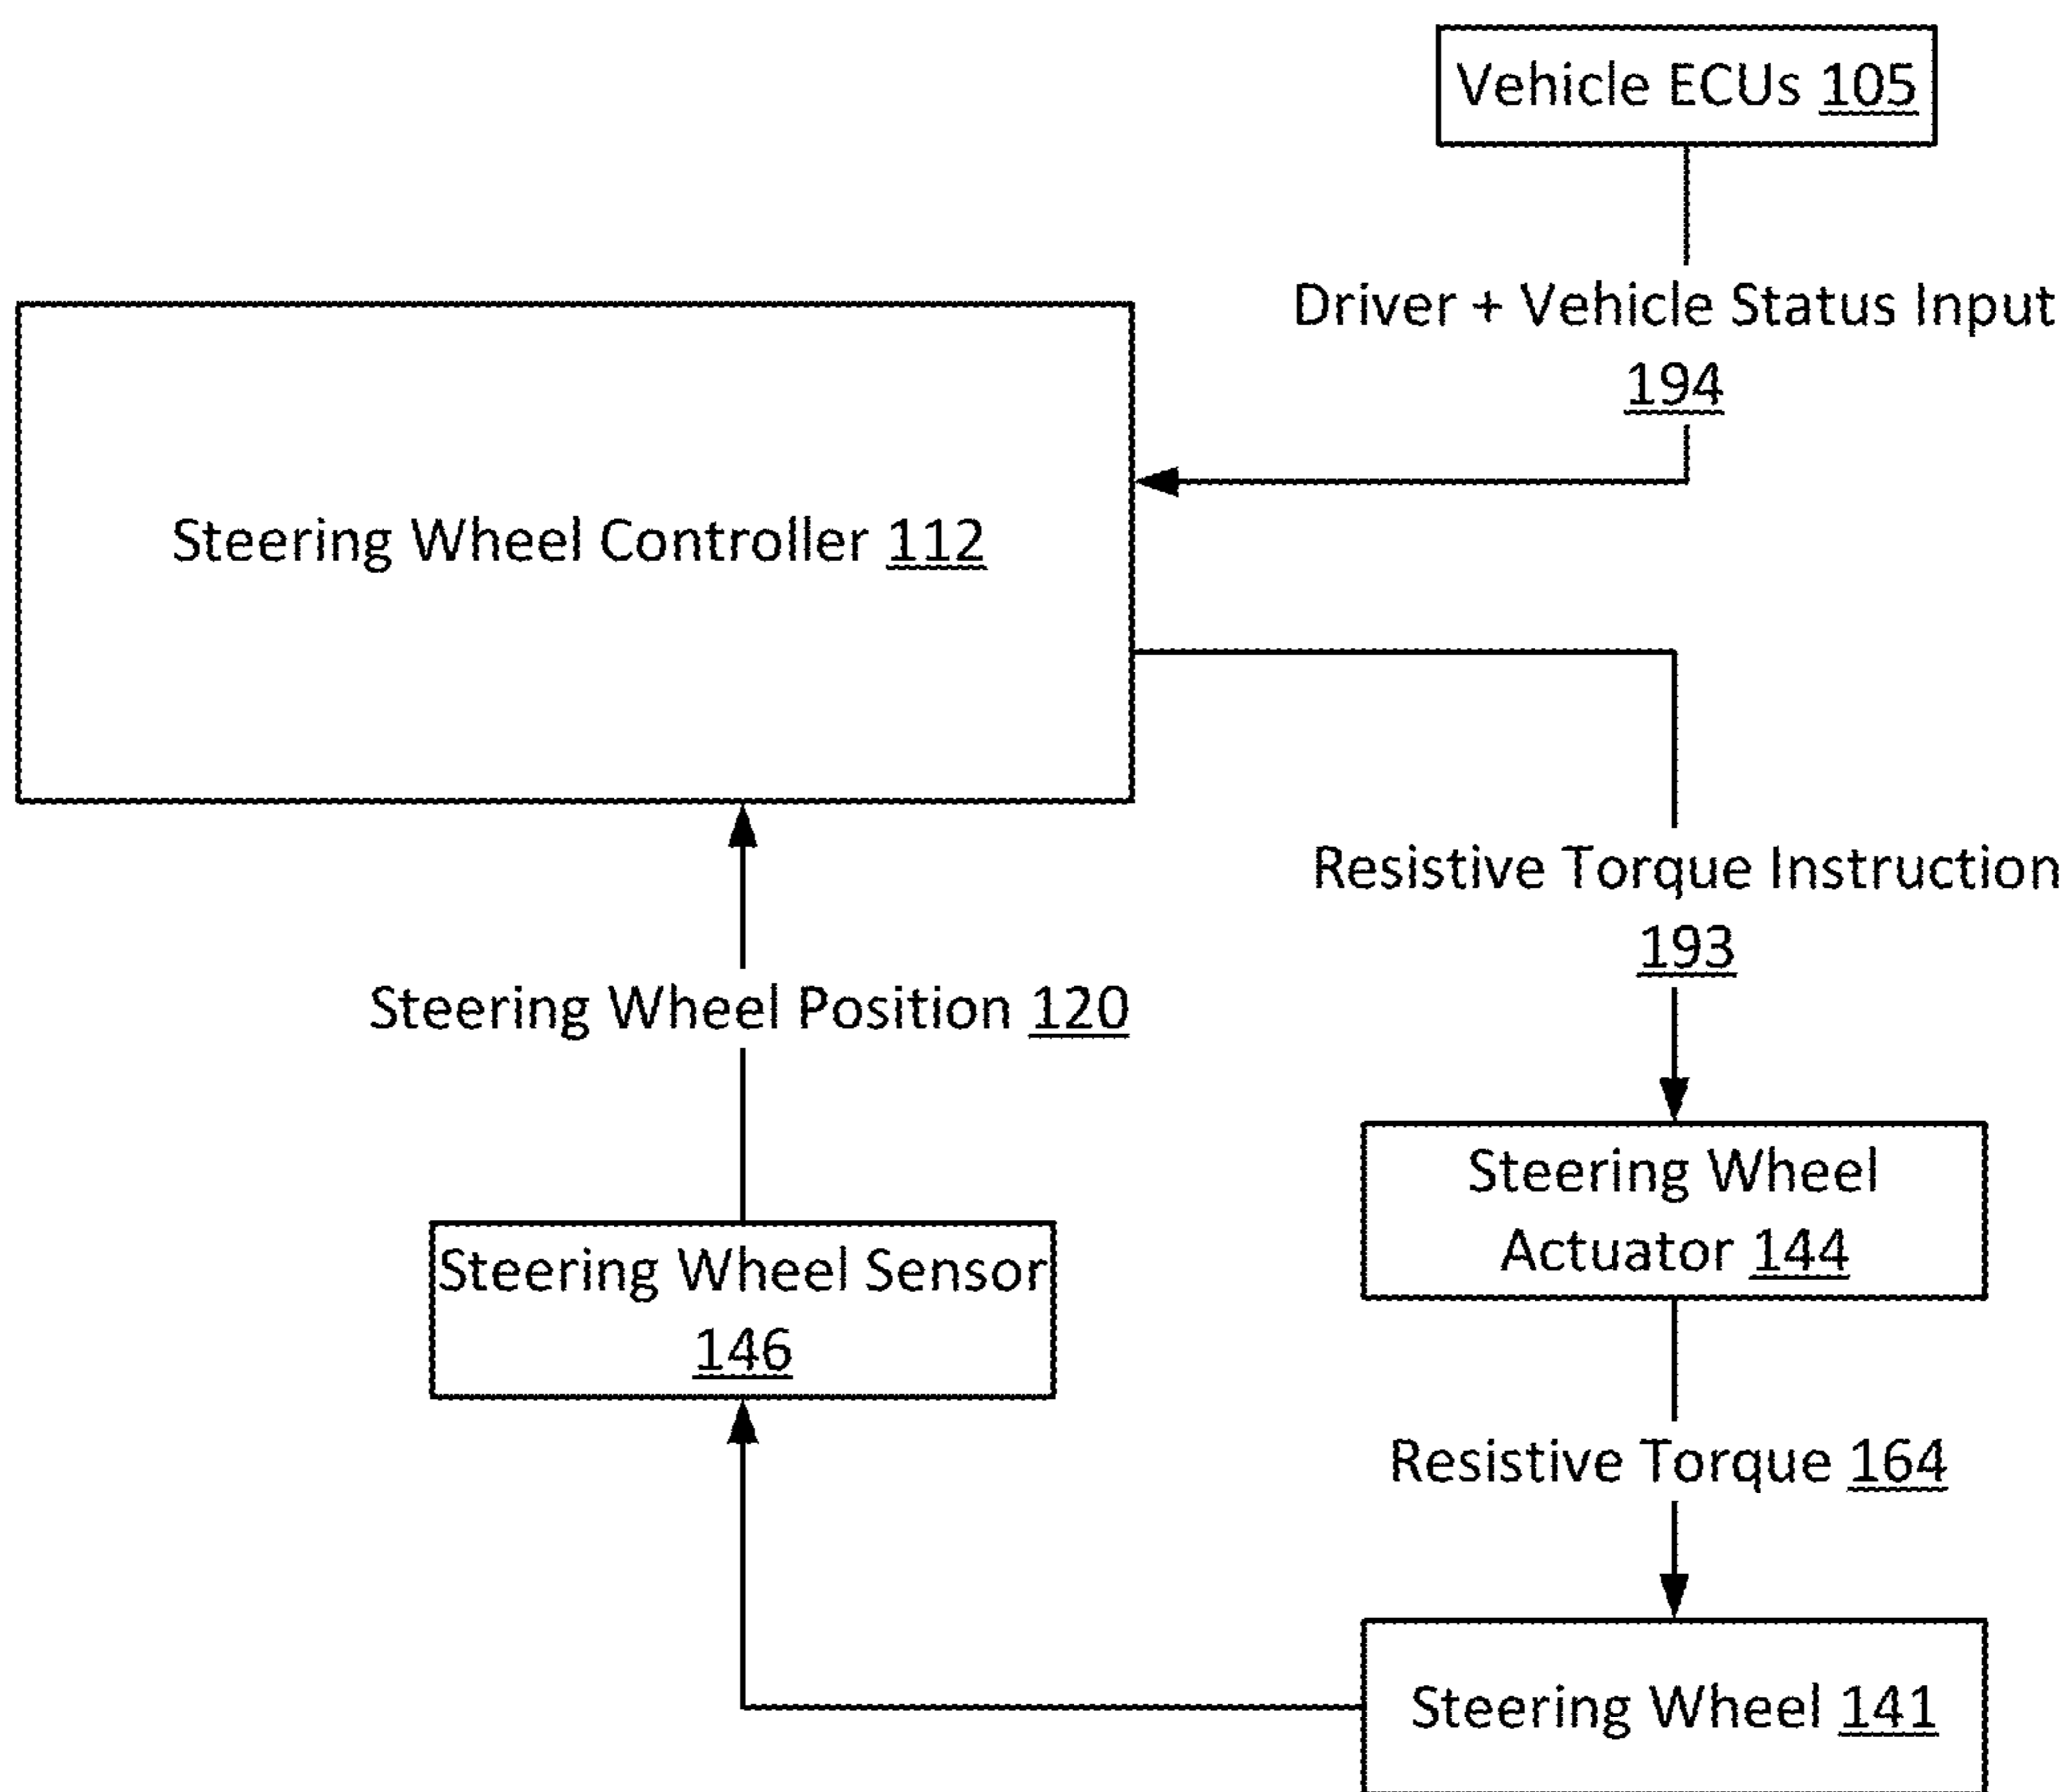 Vehicle ECUs 105
Driver + Vehicle Status Input
194
Steering Wheel Controller 112
Resistive Torque Instruction
193
Steering Wheel Position 120
Steering Wheel
Actuator 144
Steering Wheel Sensor
146
Resistive Torque 164
Steering Wheel 141